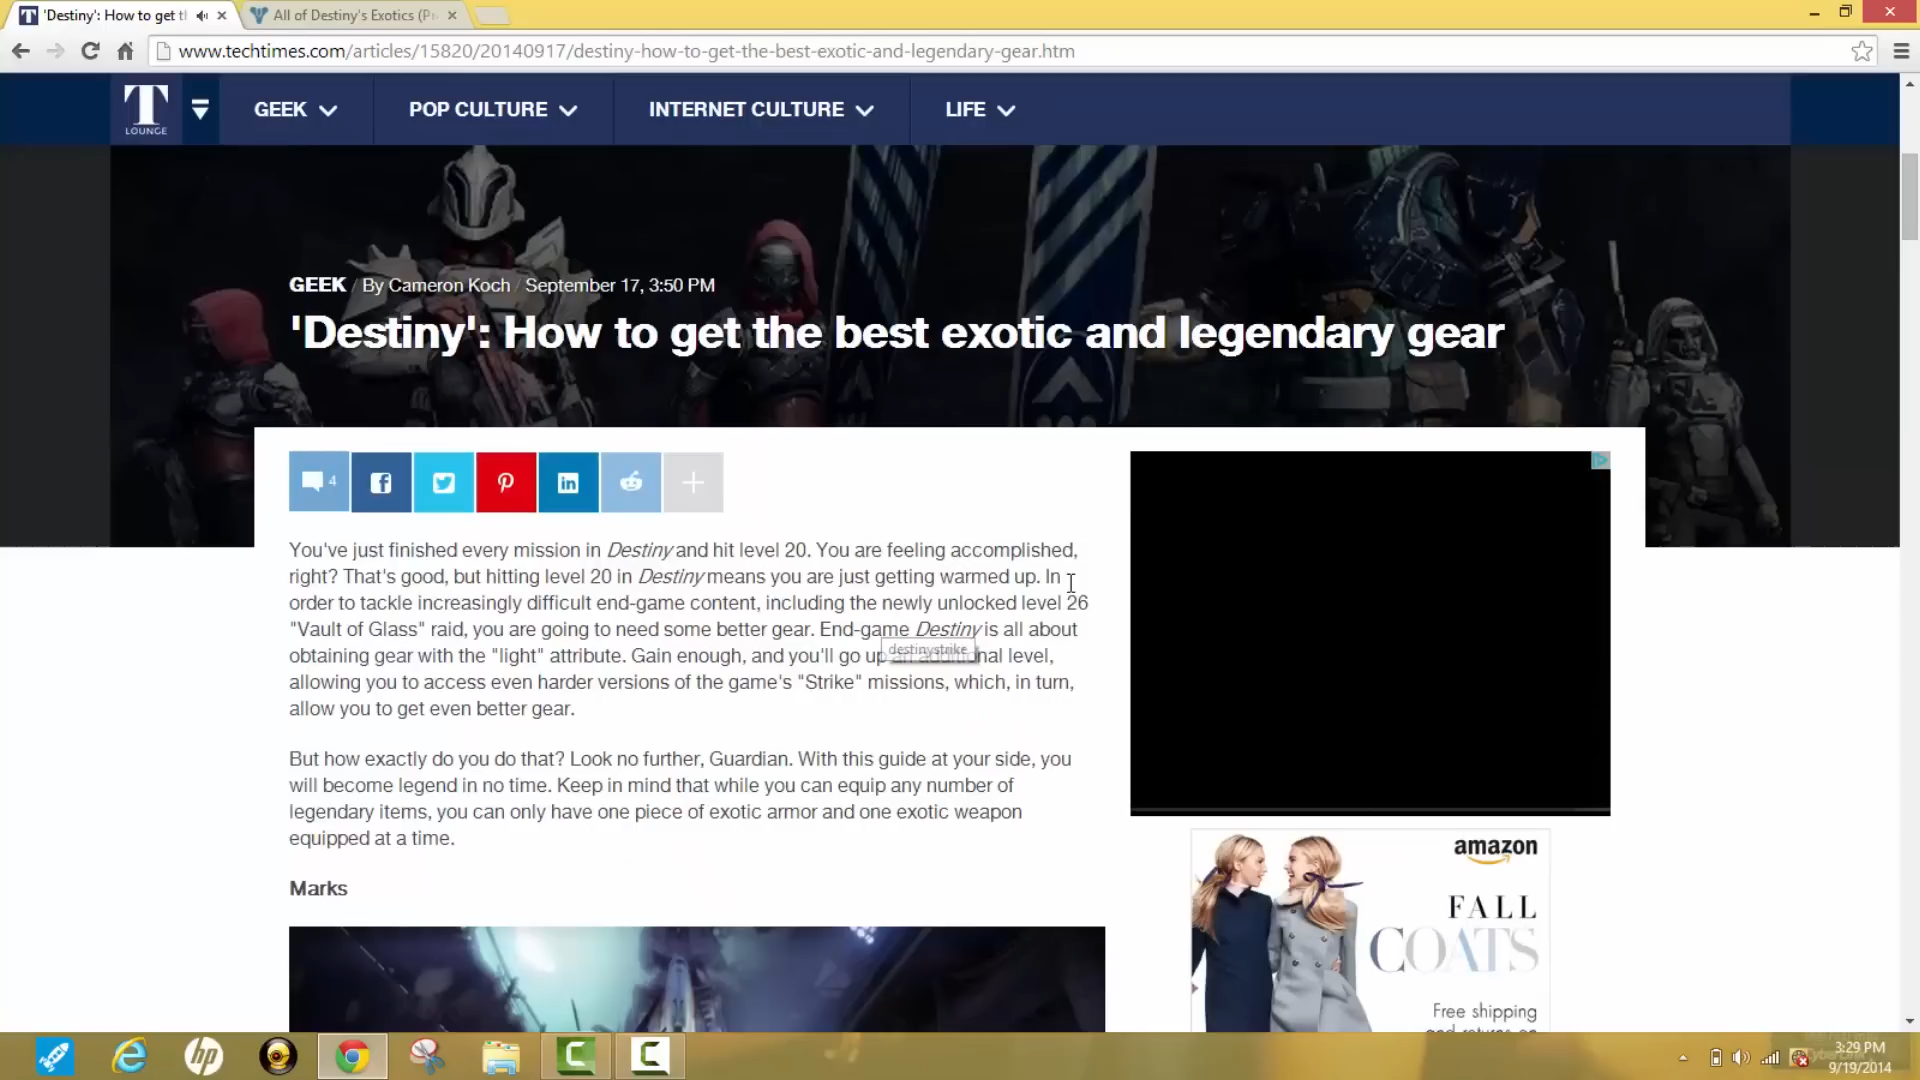 'Destiny': How to get t
All of Destiny's Exotics (P
www.techtimes.com/articles/15820/20140917/destiny-how-to-get-the-best-exotic-and-legendary-gear.htm
T
LOUNGE
GEEK
POP CULTURE
INTERNET CULTURE
LIFE
GEEK / By Cameron Koch / September 17, 3:50 PM
'Destiny': How to get the best exotic and legendary gear
4
You've just finished every mission in Destiny and hit level 20. You are feeling accomplished,
right? That's good, but hitting level 20 in Destiny means you are just getting warmed up. In
order to tackle increasingly difficult end-game content, including the newly unlocked level 26
"Vault of Glass" raid, you are going to need some better gear. End-game Destiny is all about
destinystrike
obtaining gear with the "light" attribute. Gain enough, and you'll go up an additional level,
allowing you to access even harder versions of the game's "Strike" missions, which, in turn,
allow you to get even better gear.
But how exactly do you do that? Look no further, Guardian. With this guide at your side, you
will become legend in no time. Keep in mind that while you can equip any number of
legendary items, you can only have one piece of exotic armor and one exotic weapon
equipped at a time.
Marks
amazon
FALL
COATS
Free shipping
and returns on
3:29 PM
9/19/2014